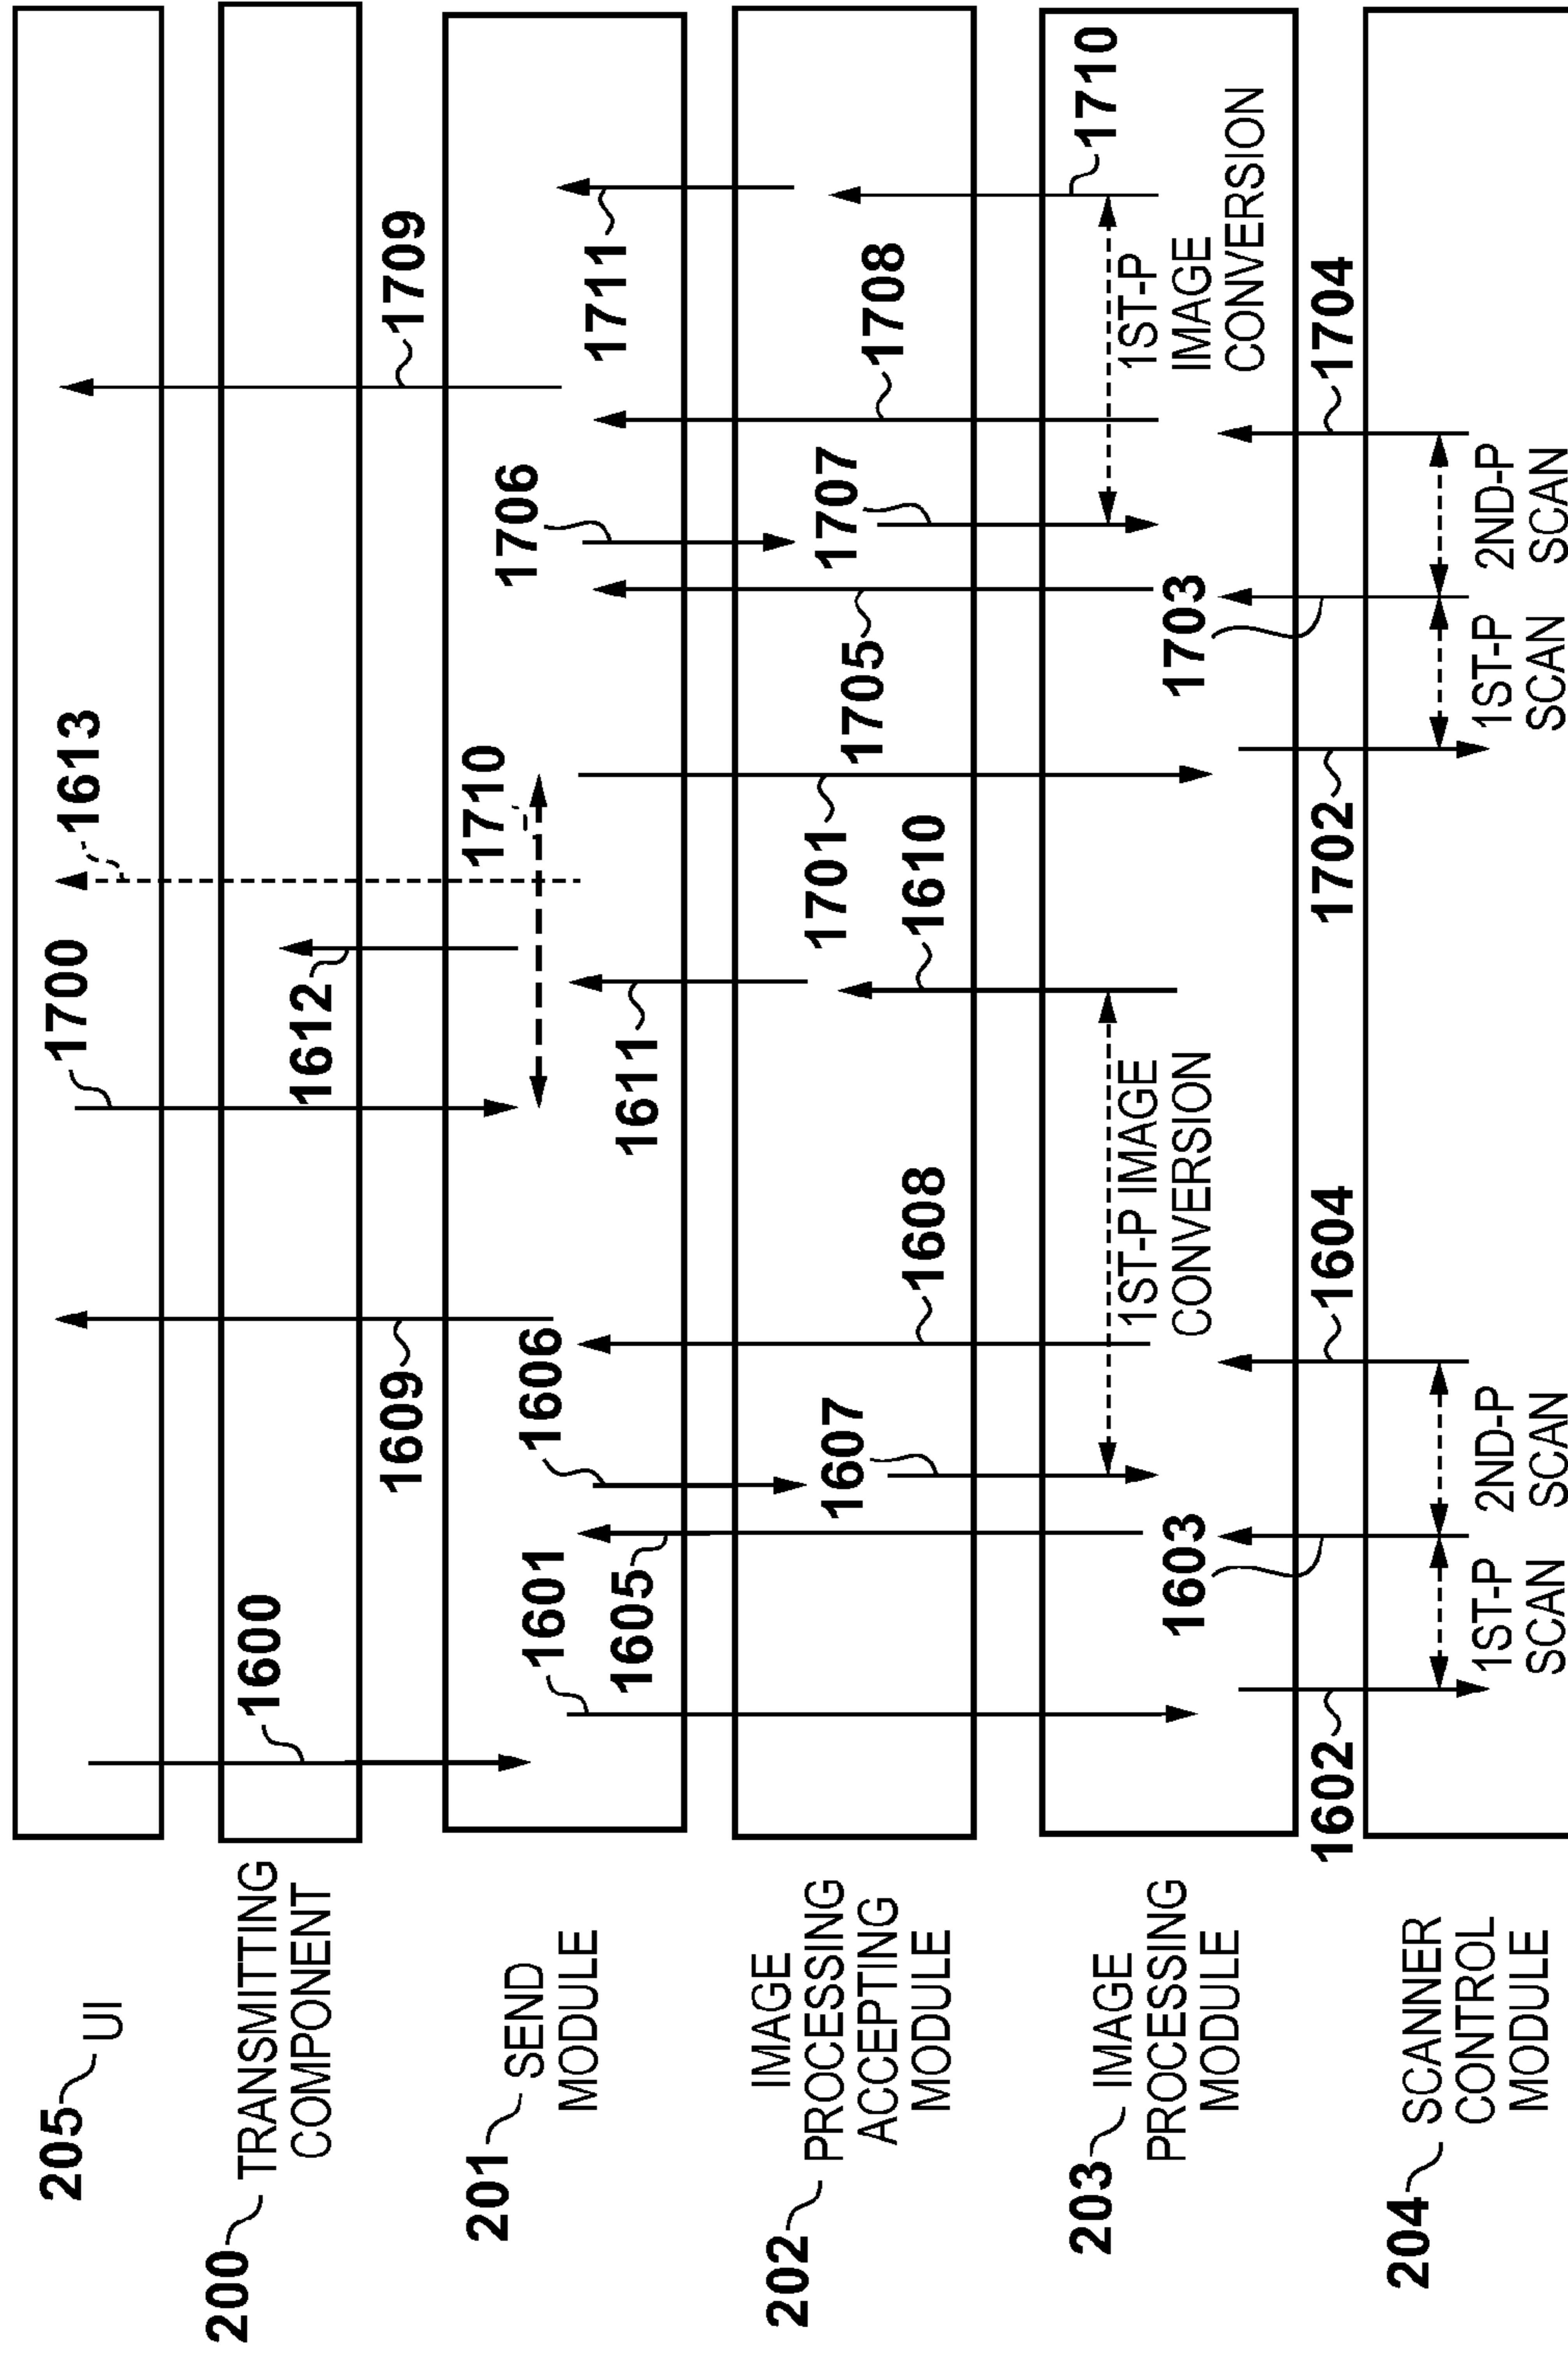 205 UI
1700
1613
200 TRANSMITTING
COMPONENT
1600
1612
1609
1709
201 SEND
MODULE
1601
1606
1710
1706
1605
1611
1711
202 IMAGE
PROCESSING
ACCEPTING
MODULE
1607
1701
1707
1705
1608
1610
1708
203 IMAGE
PROCESSING
MODULE
1710
1ST-P IMAGE
CONVERSION
1ST-P
IMAGE
CONVERSION
1603
1703
1602
1604
1702
1704
204 SCANNER
CONTROL
MODULE
1ST-P
SCAN
2ND-P
SCAN
1ST-P
SCAN
2ND-P
SCAN